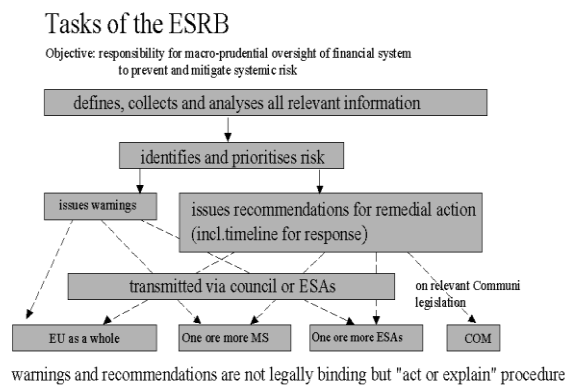 Tasks of the ESRB
Objective: responsibility for macro-prudential oversight of financial system
to prevent and mitigate systemic risk
defines, collects and analyses all relevant information
identifies and prioritises risk
issues warnings
issues recommendations for remedial action
(incl.timeline for response)
transmitted via council or ESAs
on relevant Communi
legislation
EU as a whole
One ore more MS
One ore more ESAs
COM
warnings and recommendations are not legally binding but "act or explain" procedure